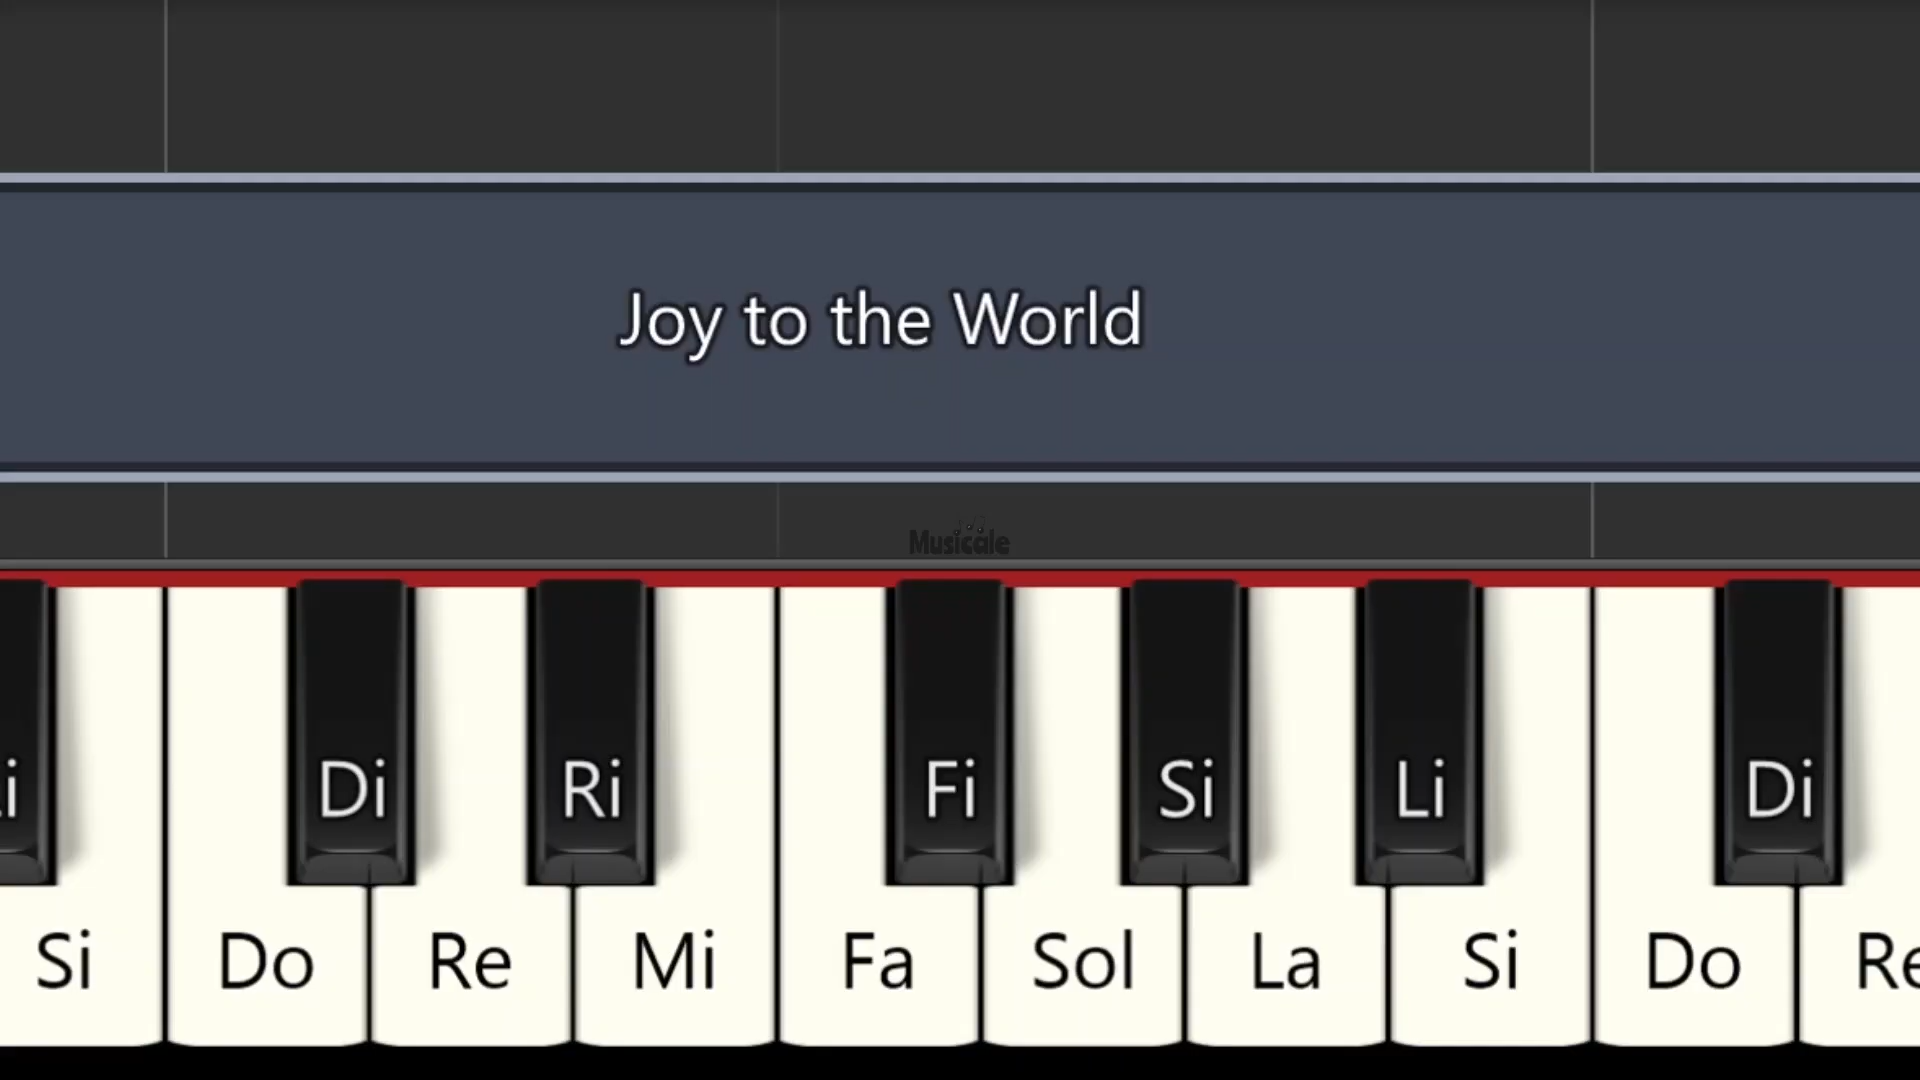 Joy to the World
Musicale
Di Ri Fi Si Li Di
Si Do Re Mi Fa Sol La Si Do